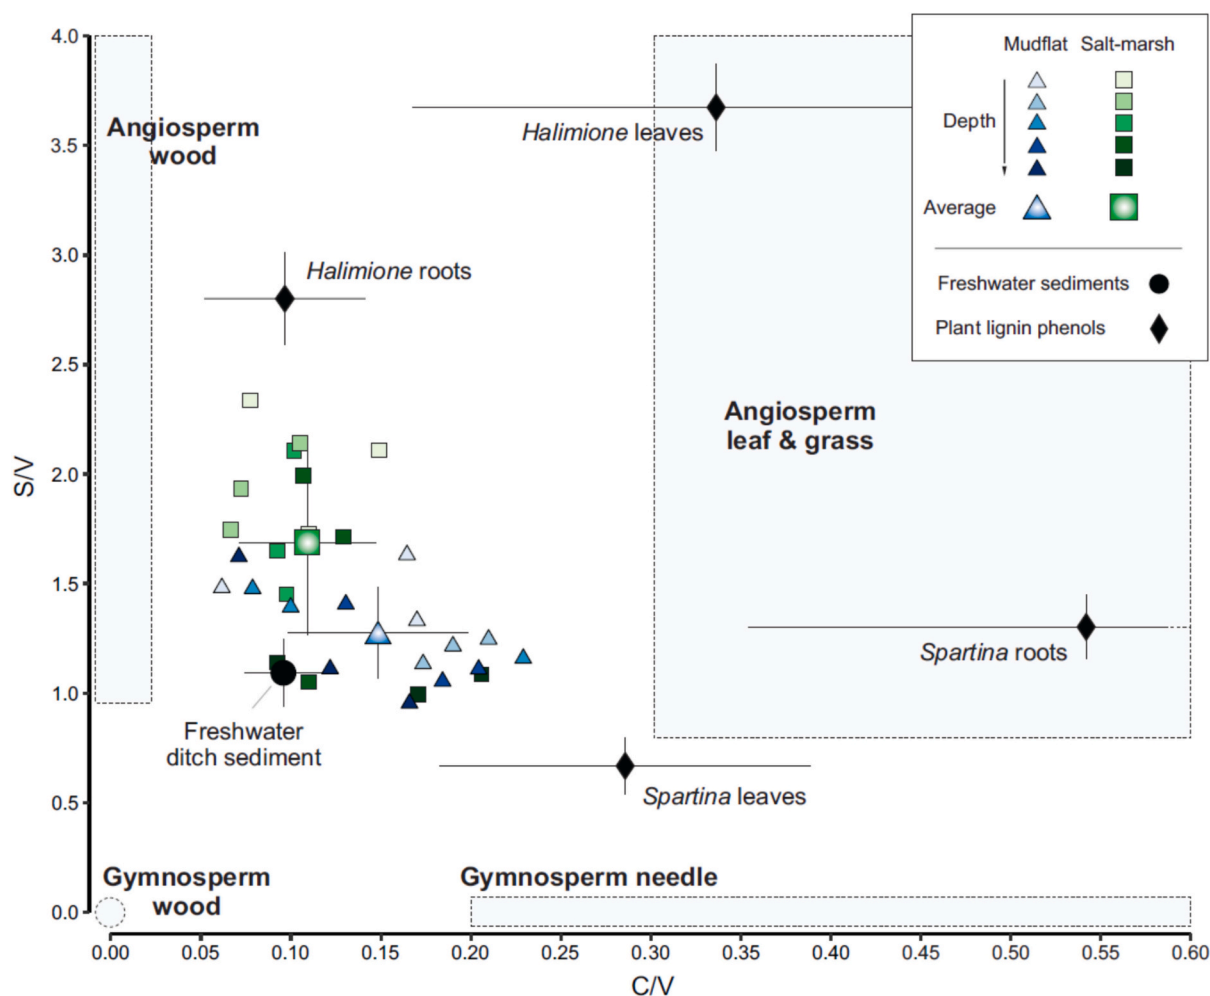 Mudflat Salt-marsh
Depth
Average
Freshwater sediments
Plant lignin phenols
4.0
3.5
3.0
2.5
2.0
1.5
1.0
0.5
0.0
S/V
Angiosperm
wood
Halimione leaves
Halimione roots
Angiosperm
leaf & grass
Spartina roots
Freshwater
ditch sediment
Spartina leaves
Gymnosperm
wood
Gymnosperm needle
0.00 0.05 0.10 0.15 0.20 0.25 0.30 0.35 0.40 0.45 0.50 0.55 0.60
C/V